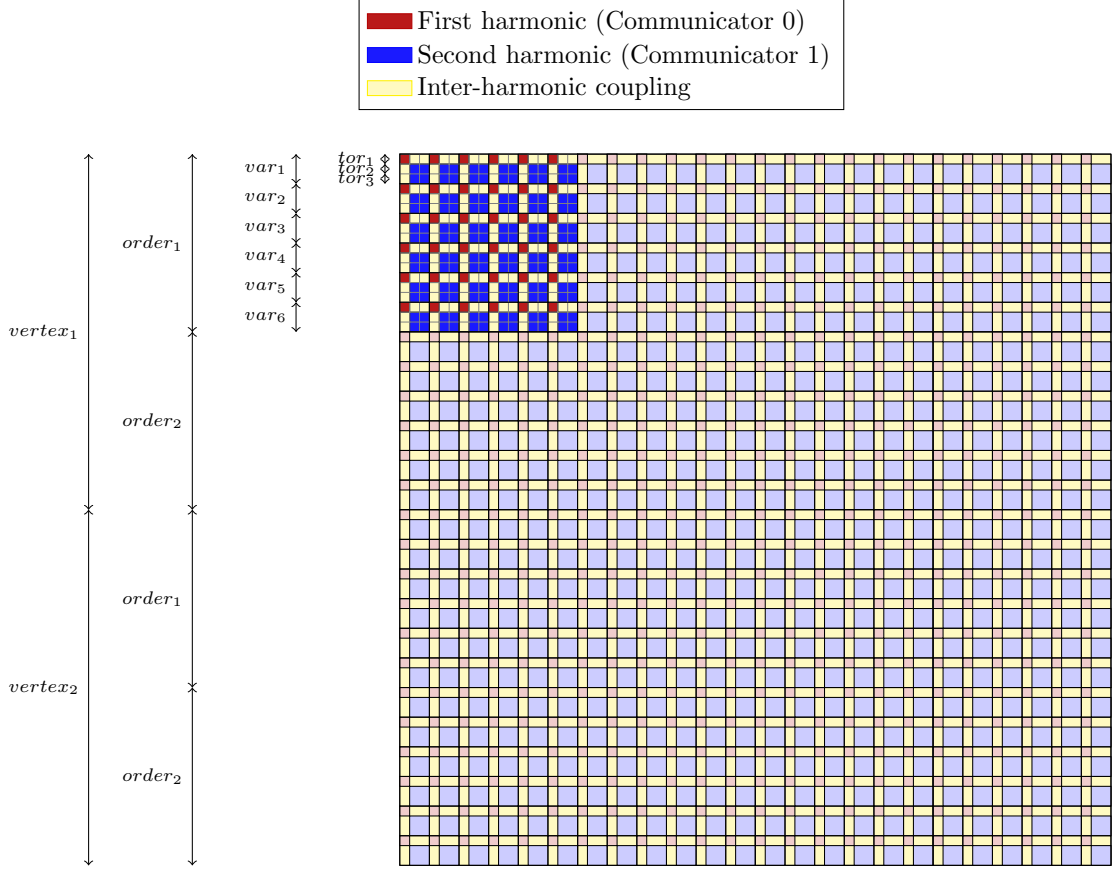 First harmonic (Communicator 0)
Second harmonic (Communicator 1)
Inter-harmonic coupling
tor₁
var₁
tor₂
tor₃
var₂
var₃
order₁
var₄
var₅
var₆
vertex₁
order₂
order₁
vertex₂
order₂